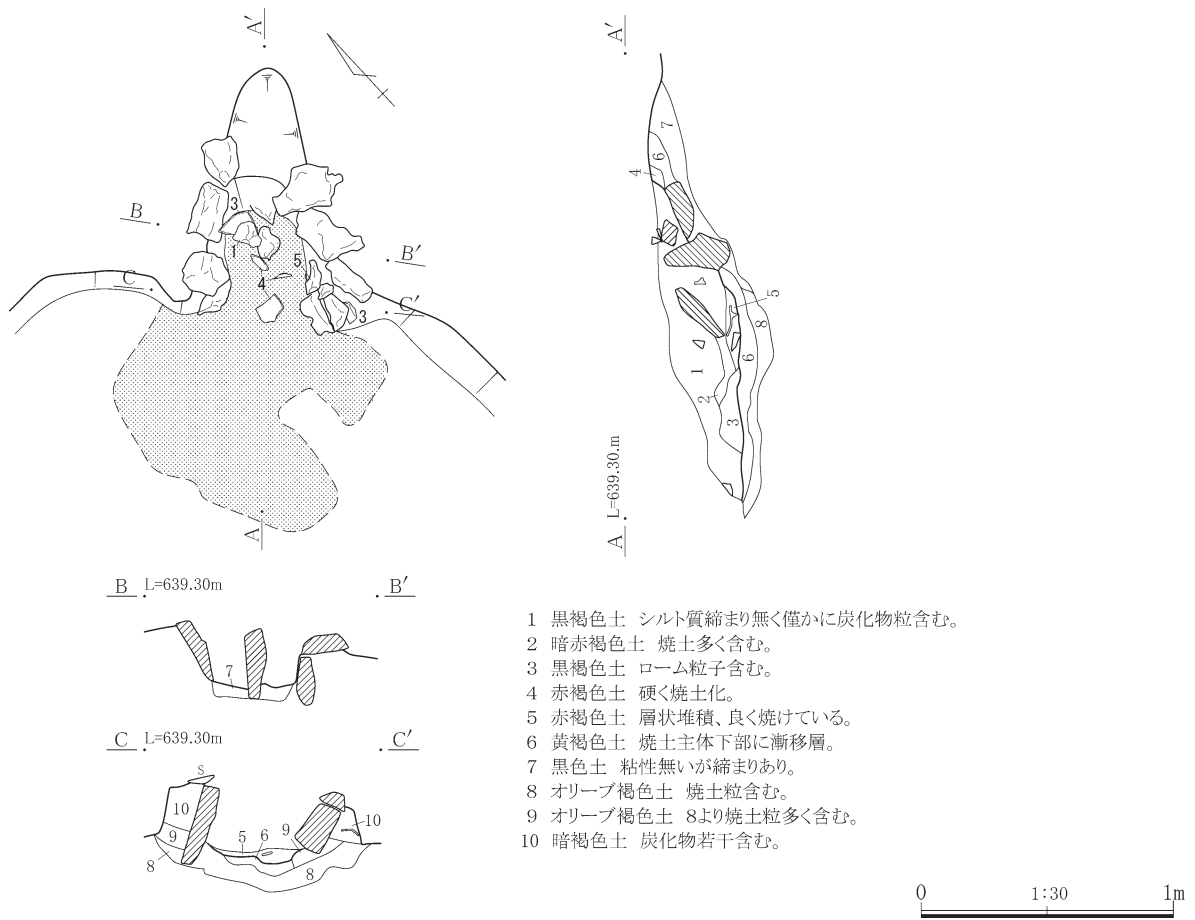 A′
B
3
1
5
4
B′
C
C′
3
A
A′
7
6
4
5
8
6
1
2
3
L=639.30.m
A
B L=639.30m B′
7
C L=639.30m C′
S
10
9
8
5
6
9
8
10
1 黒褐色土 シルト質締まり無く僅かに炭化物粒含む。
2 暗赤褐色土 焼土多く含む。
3 黒褐色土 ローム粒子含む。
4 赤褐色土 硬く焼土化。
5 赤褐色土 層状堆積、良く焼けている。
6 黄褐色土 焼土主体下部に漸移層。
7 黒色土 粘性無いが締まりあり。
8 オリーブ褐色土 焼土粒含む。
9 オリーブ褐色土 8より焼土粒多く含む。
10 暗褐色土 炭化物若干含む。
0 1:30 1m